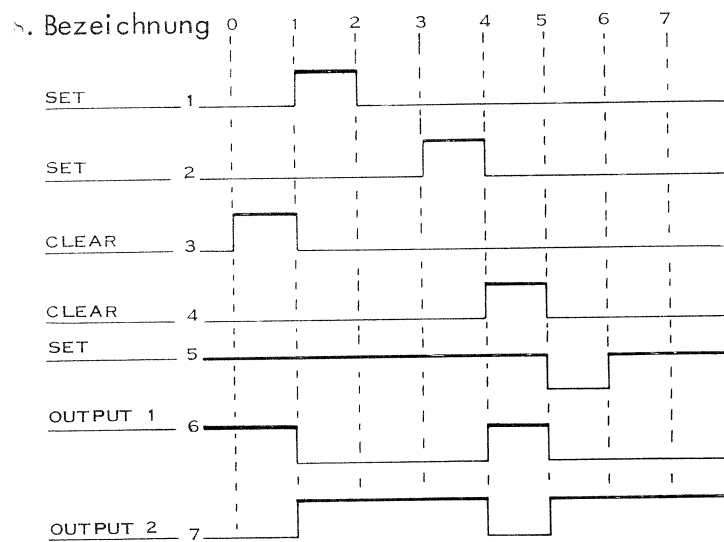 Bezeichnung 0 1 2 3 4 5 6 7
SET 1
SET 2
CLEAR 3
CLEAR 4
SET 5
OUTPUT 1 6
OUTPUT 2 7